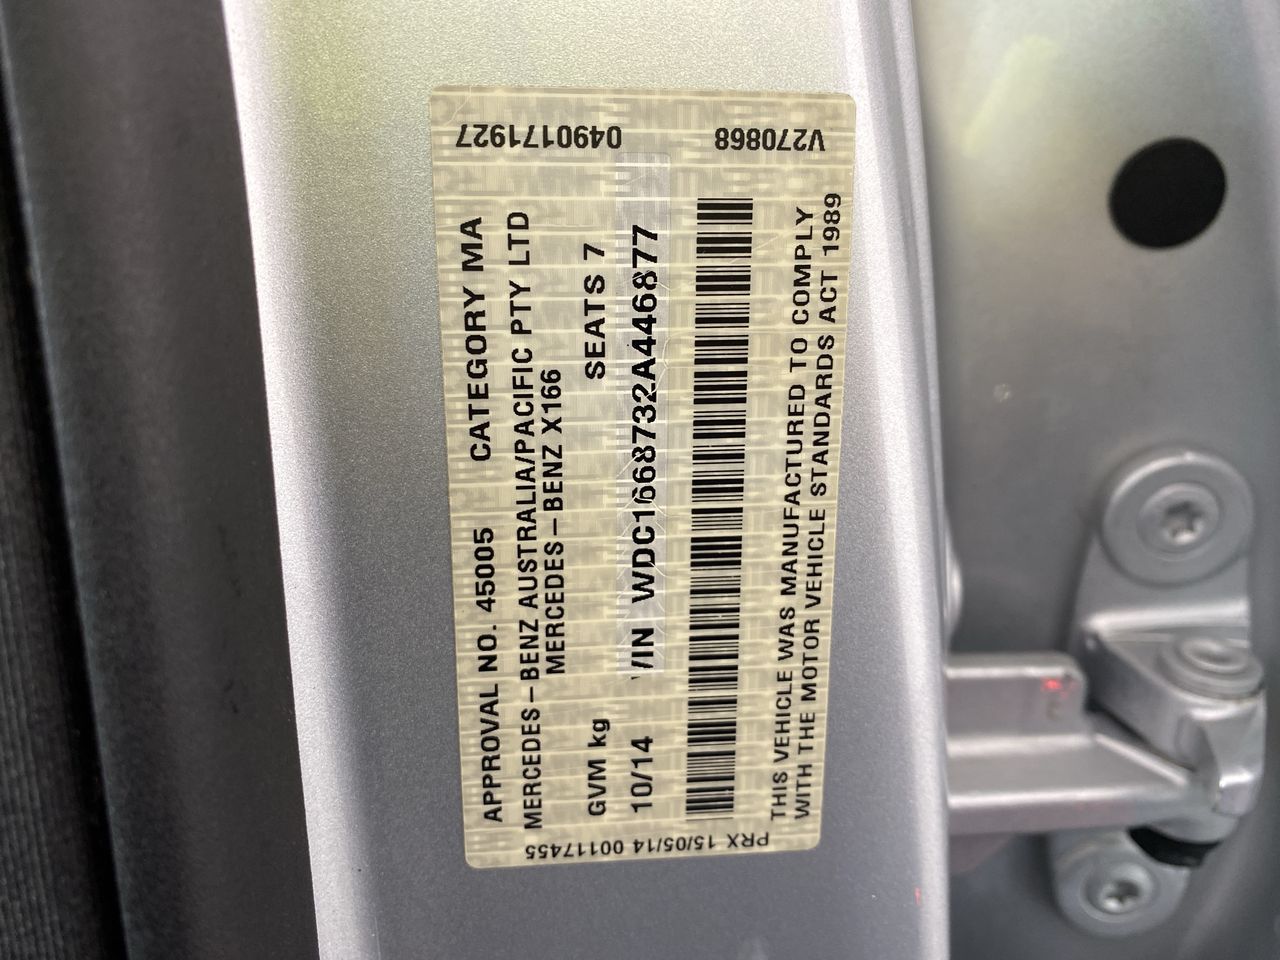 APPROVAL NO. 45005 CATEGORY MA
MERCEDES-BENZ AUSTRALIA/PACIFIC PTY LTD
MERCEDES-BENZ X166
GVM kg SEATS 7
10/14 VIN WDC1668732A446877
THIS VEHICLE WAS MANUFACTURED TO COMPLY
WITH THE MOTOR VEHICLE STANDARDS ACT 1989
0490171927
V270868
PRX 15/05/14 00117455